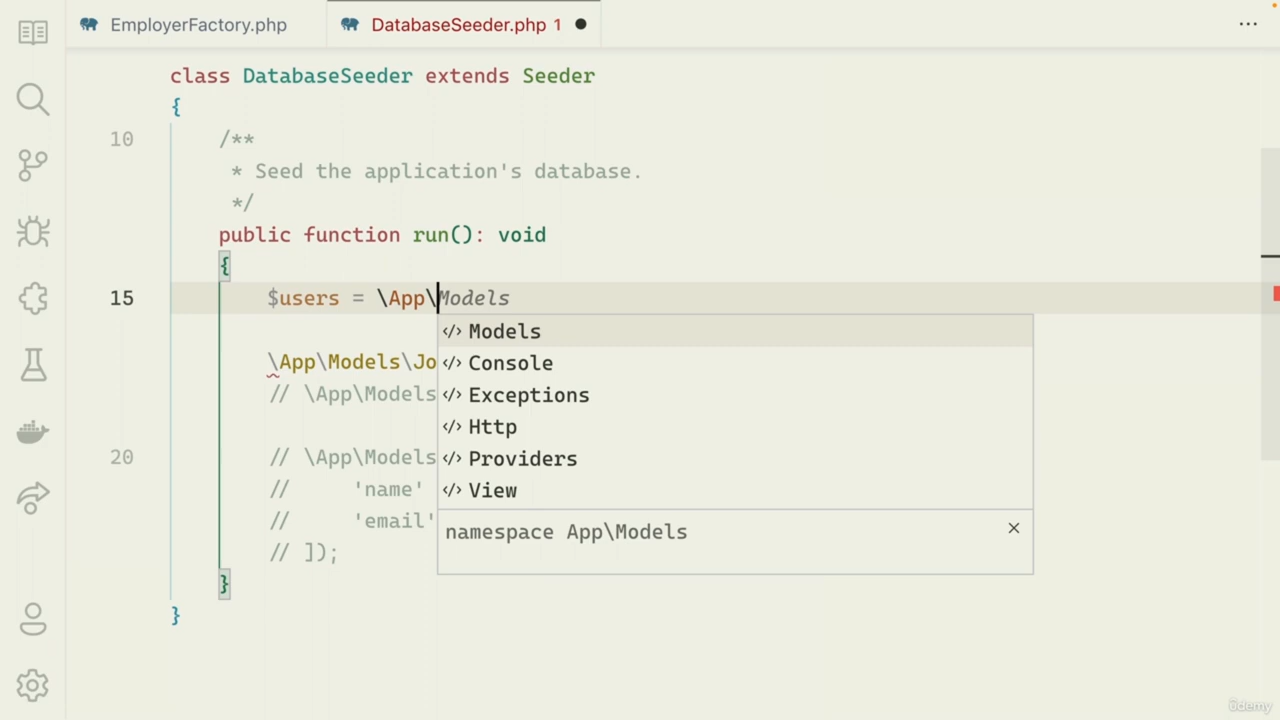 EmployerFactory.php
DatabaseSeeder.php 1
class DatabaseSeeder extends Seeder
{
10 /**
* Seed the application's database.
*/
public function run(): void
{
15 $users = \App\Models
Models
\App\Models\Jo
Console
// \App\Models
Exceptions
Http
20 // \App\Models
Providers
// 'name'
View
// 'email'
namespace App\Models
// ]);
}
}
udemy